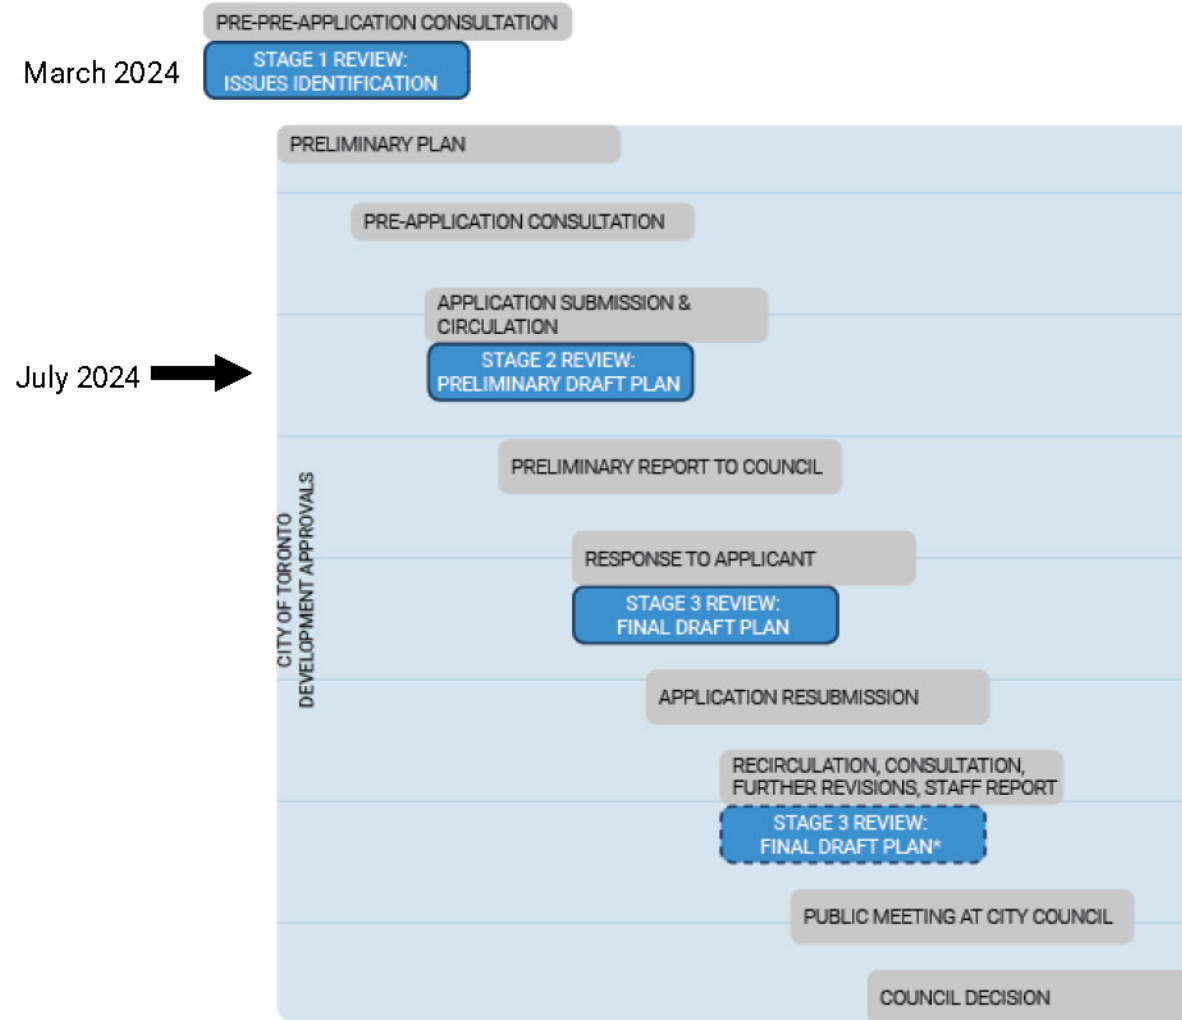 PRE-PRE-APPLICATION CONSULTATION
March 2024
STAGE 1 REVIEW:
ISSUES IDENTIFICATION
PRELIMINARY PLAN
PRE-APPLICATION CONSULTATION
APPLICATION SUBMISSION &
CIRCULATION
July 2024
STAGE 2 REVIEW:
PRELIMINARY DRAFT PLAN
PRELIMINARY REPORT TO COUNCIL
CITY OF TORONTO
DEVELOPMENT APPROVALS
RESPONSE TO APPLICANT
STAGE 3 REVIEW:
FINAL DRAFT PLAN
APPLICATION RESUBMISSION
RECIRCULATION, CONSULTATION,
FURTHER REVISIONS, STAFF REPORT
STAGE 3 REVIEW:
FINAL DRAFT PLAN*
PUBLIC MEETING AT CITY COUNCIL
COUNCIL DECISION